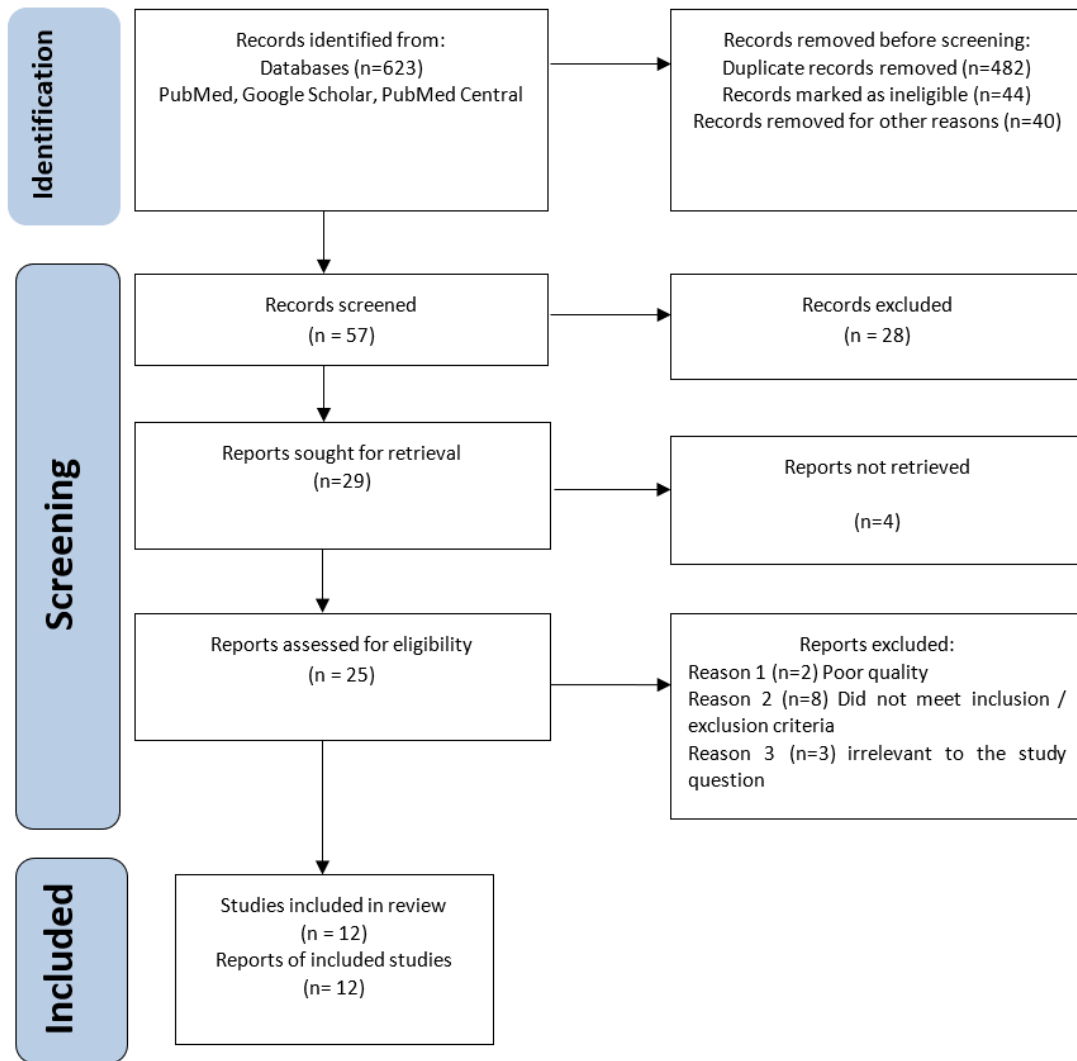 Identification
Records identified from:
Databases (n=623)
PubMed, Google Scholar, PubMed Central
Records removed before screening:
Duplicate records removed (n=482)
Records marked as ineligible (n=44)
Records removed for other reasons (n=40)
Screening
Records screened
(n = 57)
Records excluded
(n = 28)
Reports sought for retrieval
(n=29)
Reports not retrieved
(n=4)
Reports assessed for eligibility
(n = 25)
Reports excluded:
Reason 1 (n=2) Poor quality
Reason 2 (n=8) Did not meet inclusion /
exclusion criteria
Reason 3 (n=3) irrelevant to the study
question
Included
Studies included in review
(n = 12)
Reports of included studies
(n= 12)